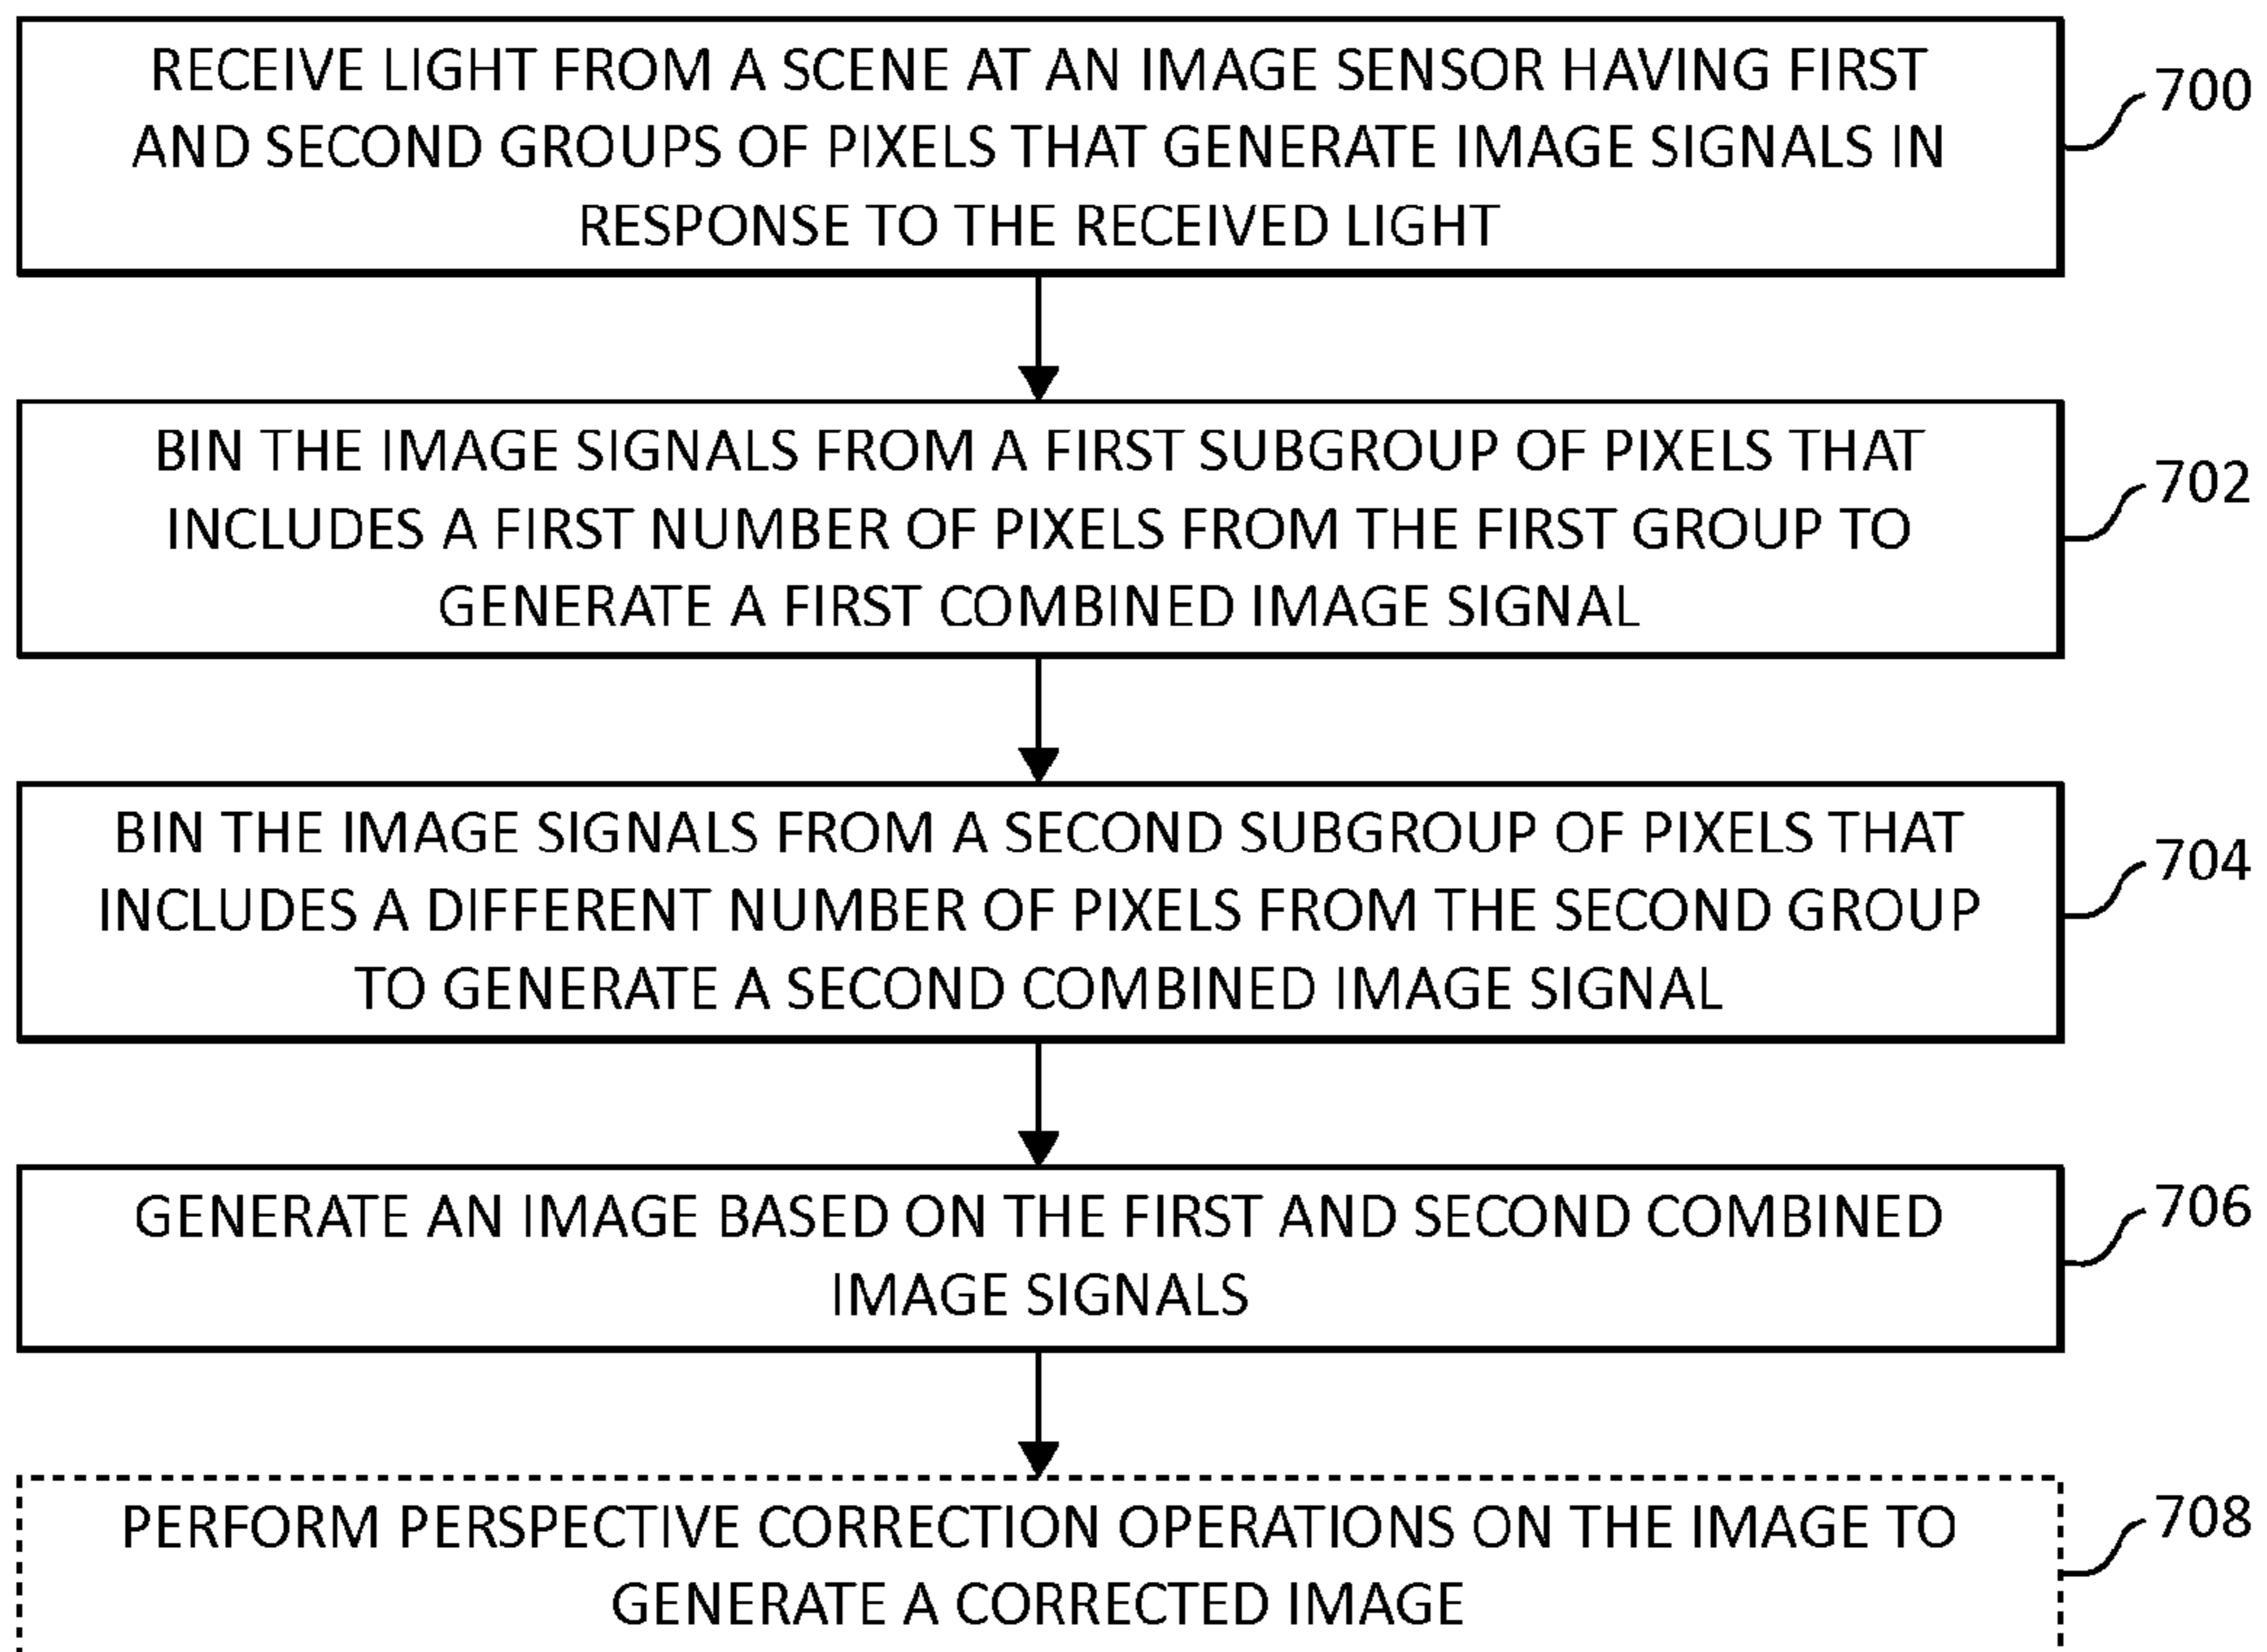 RECEIVE LIGHT FROM A SCENE AT AN IMAGE SENSOR HAVING FIRST
AND SECOND GROUPS OF PIXELS THAT GENERATE IMAGE SIGNALS IN
RESPONSE TO THE RECEIVED LIGHT
700
BIN THE IMAGE SIGNALS FROM A FIRST SUBGROUP OF PIXELS THAT
INCLUDES A FIRST NUMBER OF PIXELS FROM THE FIRST GROUP TO
GENERATE A FIRST COMBINED IMAGE SIGNAL
702
BIN THE IMAGE SIGNALS FROM A SECOND SUBGROUP OF PIXELS THAT
INCLUDES A DIFFERENT NUMBER OF PIXELS FROM THE SECOND GROUP
TO GENERATE A SECOND COMBINED IMAGE SIGNAL
704
GENERATE AN IMAGE BASED ON THE FIRST AND SECOND COMBINED
IMAGE SIGNALS
706
PERFORM PERSPECTIVE CORRECTION OPERATIONS ON THE IMAGE TO
GENERATE A CORRECTED IMAGE
708